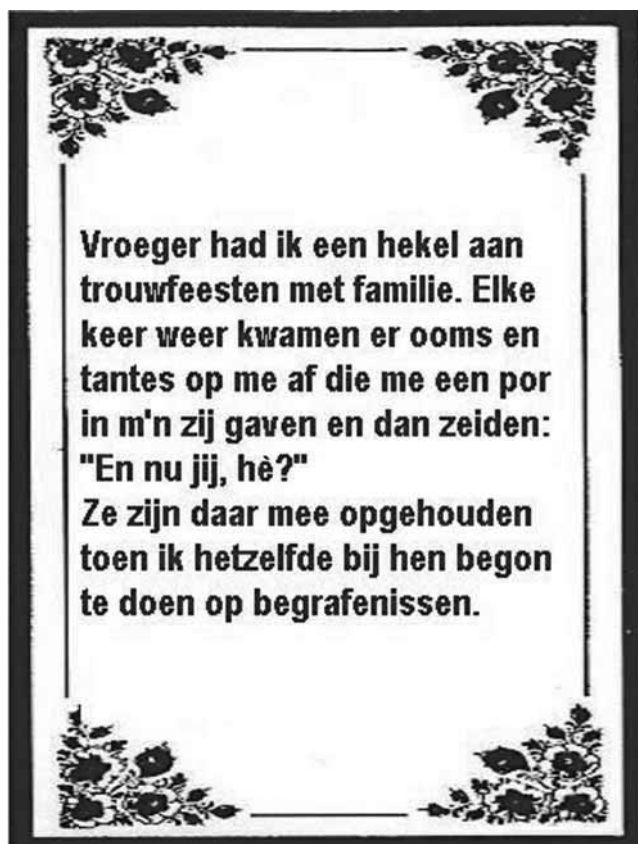 Vroeger had ik een hekel aan
trouwfeesten met familie. Elke
keer weer kwamen er ooms en
tantes op me af die me een por
in m'n zij gaven en dan zeiden:
"En nu jij, hè?"
Ze zijn daar mee opgehouden
toen ik hetzelfde bij hen begon
te doen op begrafenissen.